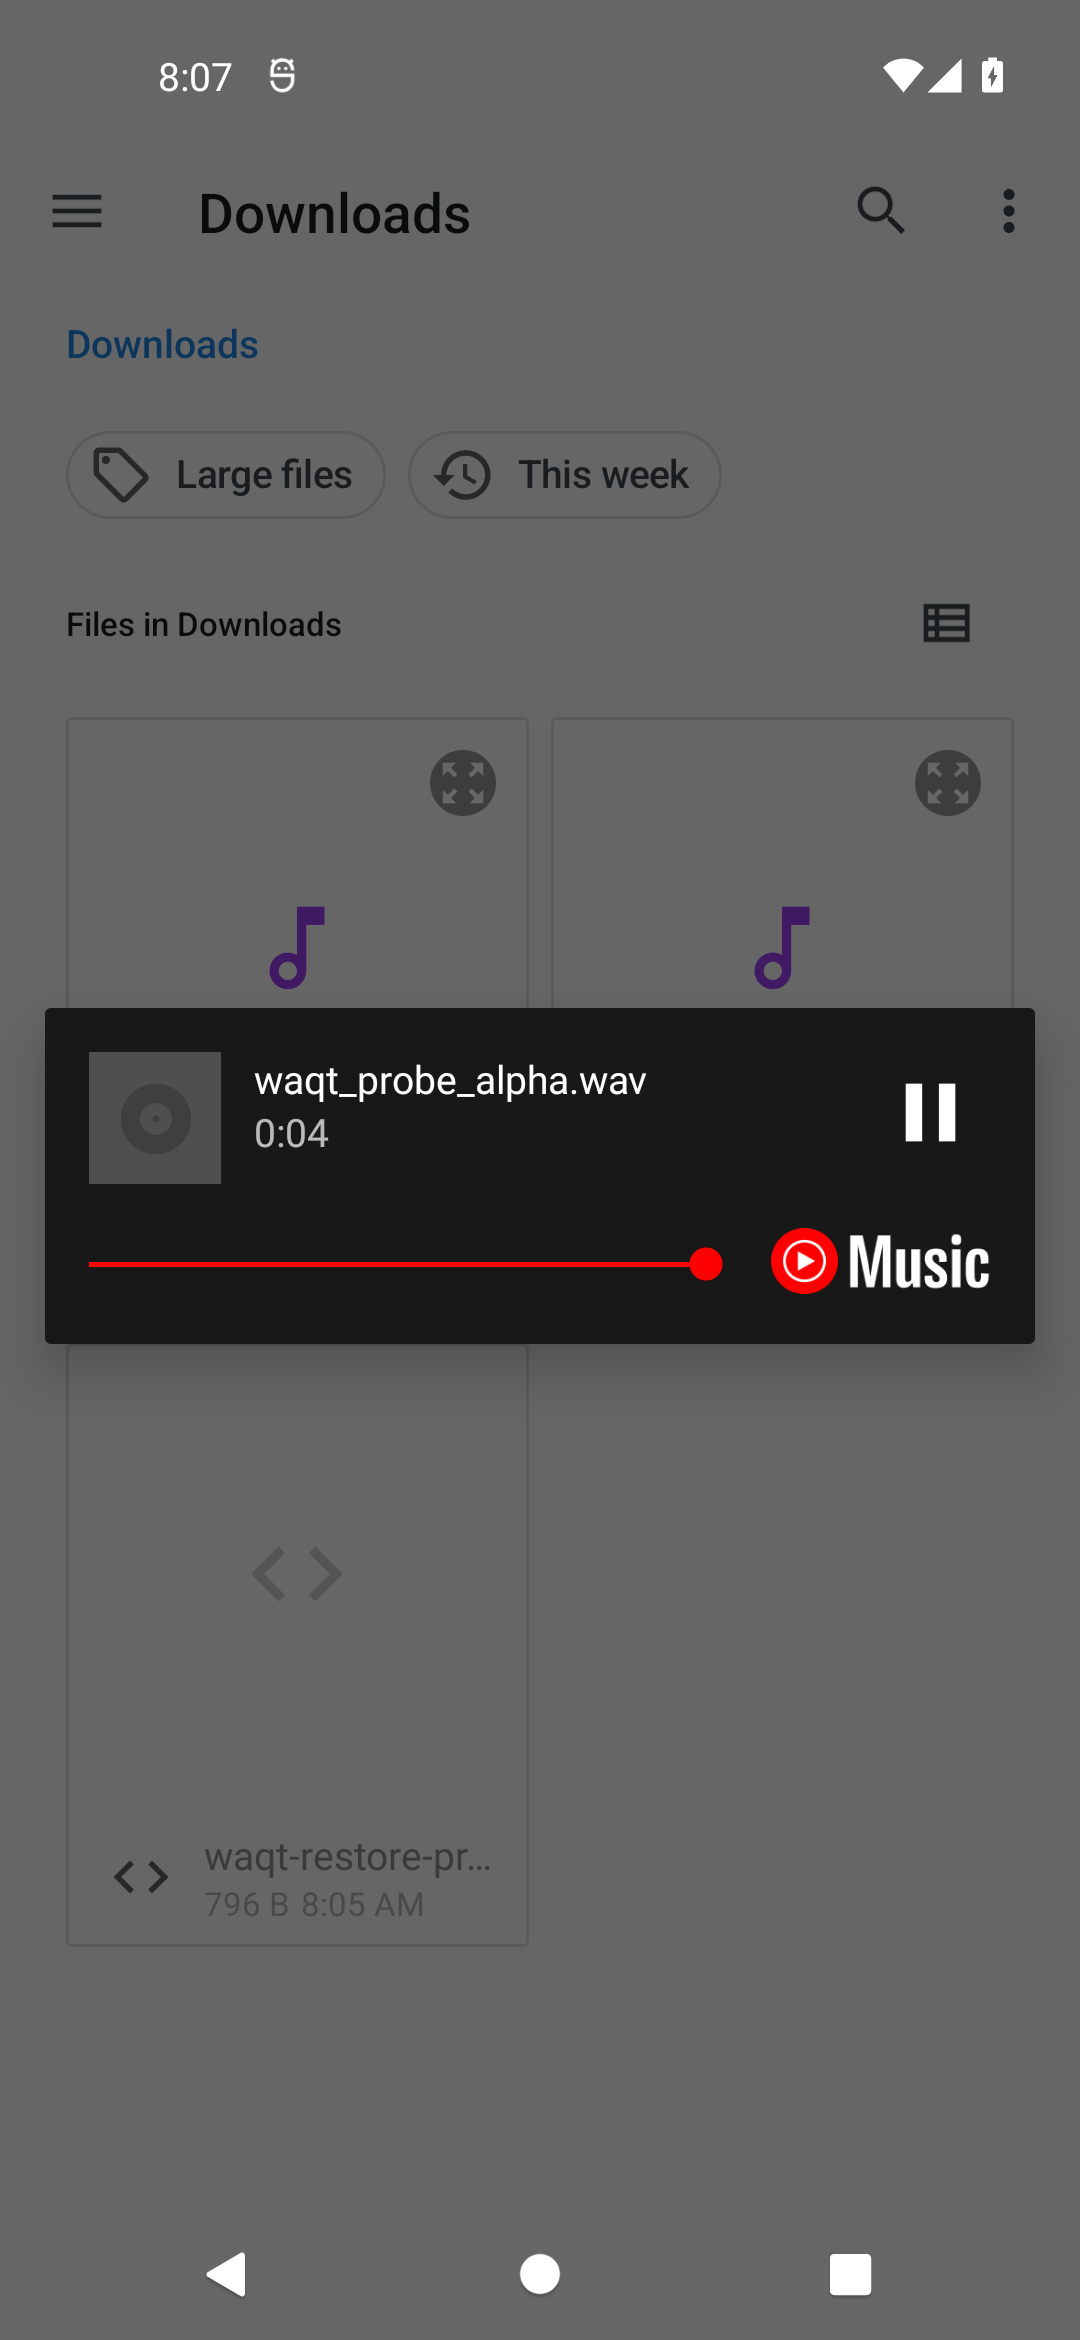 8:07
Downloads
Downloads
Large files
This week
Files in Downloads
waqt_probe_alpha.wav
0:04
Music
waqt-restore-pr...
796 B 8:05 AM